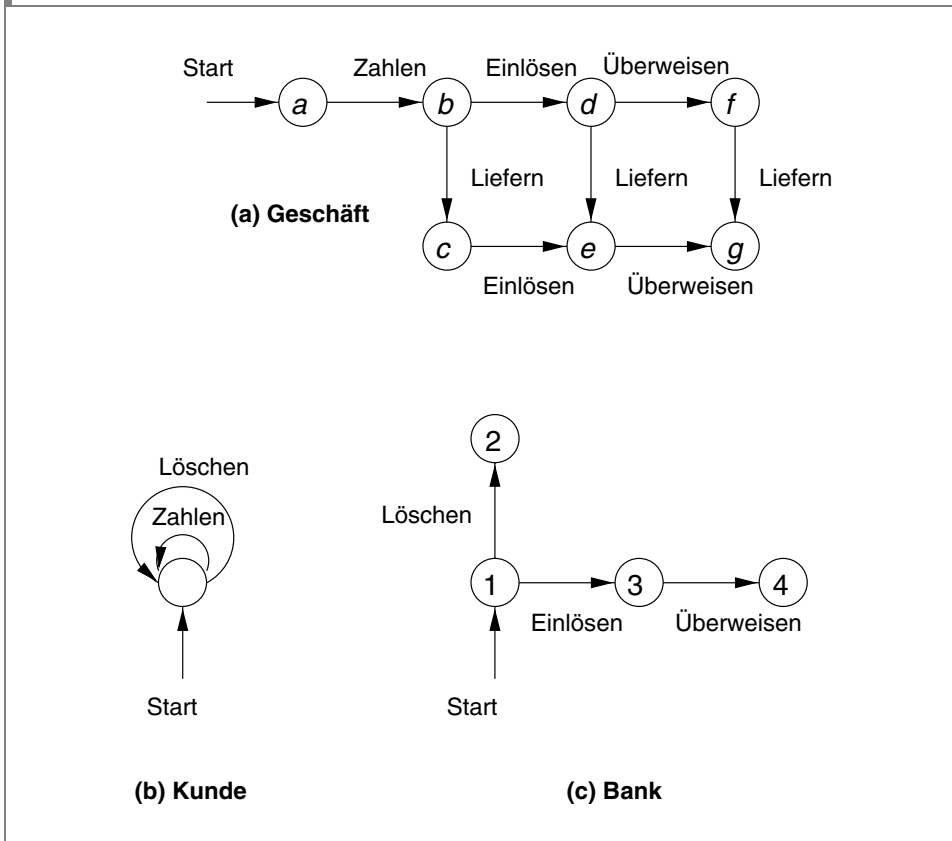 Start Zahlen Einlösen Überweisen
a b d f
Liefern Liefern Liefern
(a) Geschäft
c e g
Einlösen Überweisen
2
Löschen
Zahlen
Löschen
1 3 4
Einlösen Überweisen
Start Start
(b) Kunde (c) Bank